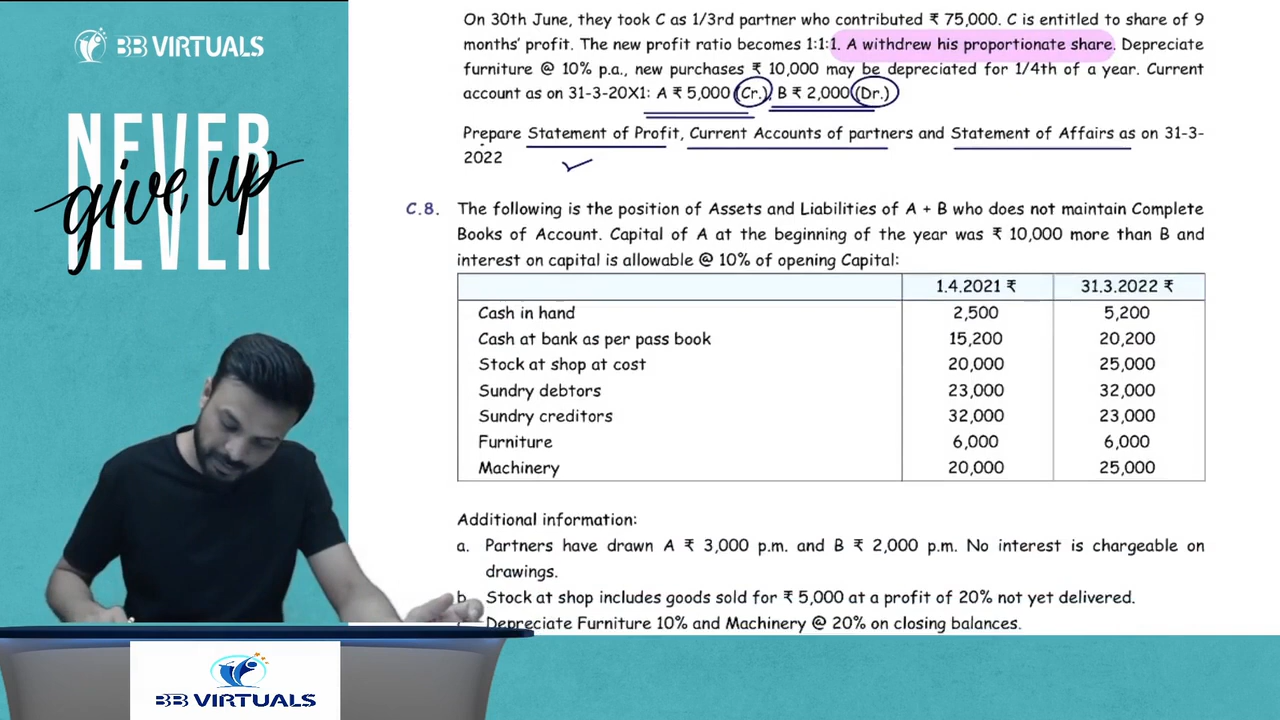 BB VIRTUALS
NEVER
give up
NEVER
On 30th June, they took C as 1/3rd partner who contributed ₹ 75,000. C is entitled to share of 9
months' profit. The new profit ratio becomes 1:1:1. A withdrew his proportionate share. Depreciate
furniture @ 10% p.a., new purchases ₹ 10,000 may be depreciated for 1/4th of a year. Current
account as on 31-3-20X1: A ₹ 5,000 (Cr.), B ₹ 2,000 (Dr.)
Prepare Statement of Profit, Current Accounts of partners and Statement of Affairs as on 31-3-
2022
C.8. The following is the position of Assets and Liabilities of A + B who does not maintain Complete
Books of Account. Capital of A at the beginning of the year was ₹ 10,000 more than B and
interest on capital is allowable @ 10% of opening Capital:
1.4.2021 ₹ 31.3.2022 ₹
Cash in hand 2,500 5,200
Cash at bank as per pass book 15,200 20,200
Stock at shop at cost 20,000 25,000
Sundry debtors 23,000 32,000
Sundry creditors 32,000 23,000
Furniture 6,000 6,000
Machinery 20,000 25,000
Additional information:
a. Partners have drawn A ₹ 3,000 p.m. and B ₹ 2,000 p.m. No interest is chargeable on
drawings.
b. Stock at shop includes goods sold for ₹ 5,000 at a profit of 20% not yet delivered.
Depreciate Furniture 10% and Machinery @ 20% on closing balances.
BB VIRTUALS